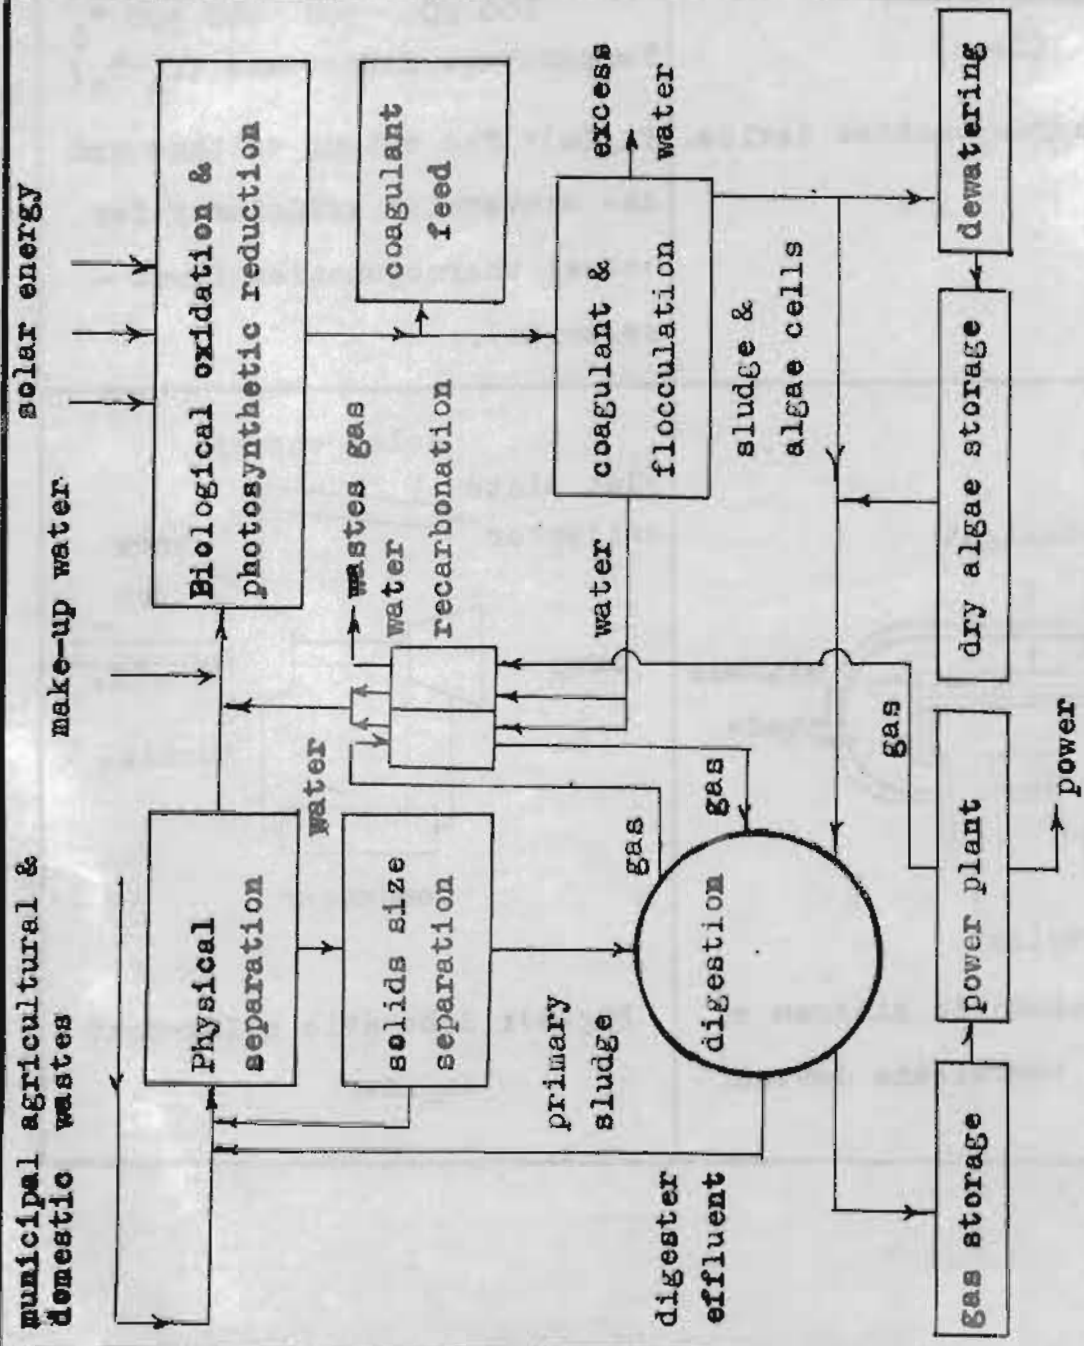 municipal agricultural &
domestic wastes
make-up water
solar energy
Physical
separation
Biological oxidation &
photosynthetic reduction
water
solids size
separation
wastes gas
water
recarbonation
coagulant
feed
primary
sludge
gas
gas
water
coagulant &
flocculation
excess
water
digester
effluent
digestion
sludge &
algae cells
gas
gas storage
power plant
power
dry algae storage
dewatering